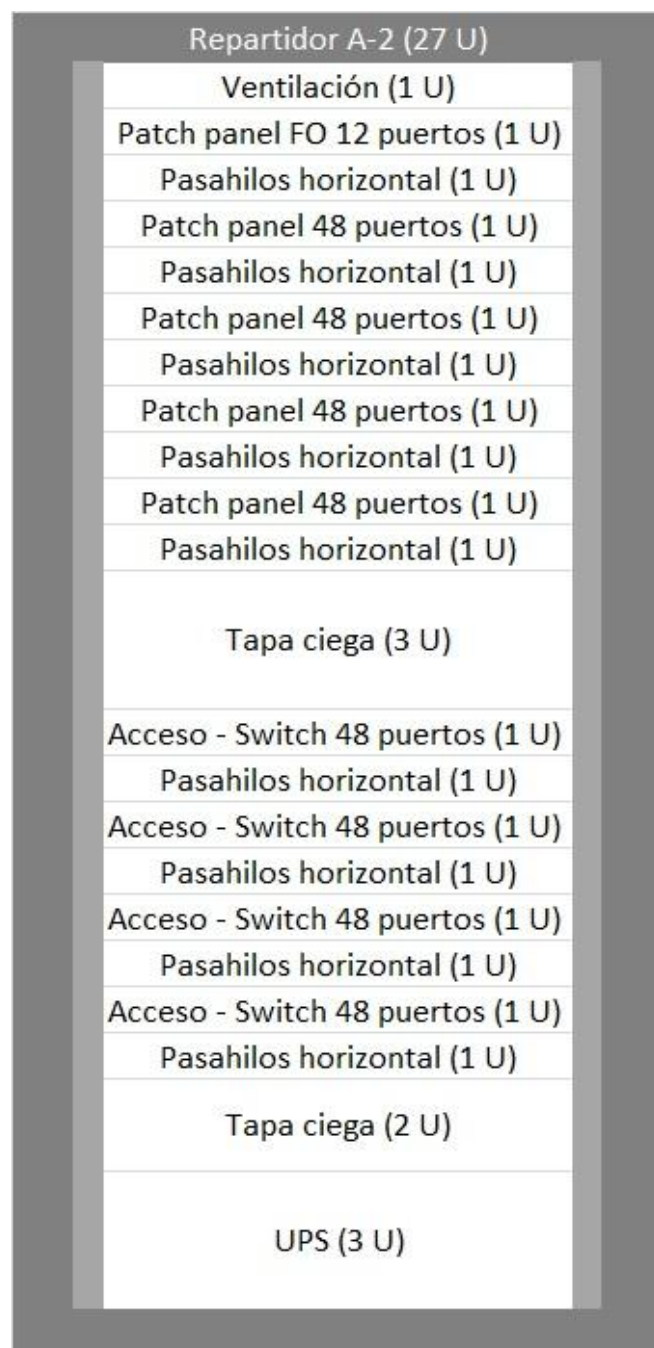 Repartidor A-2 (27 U)
Ventilación (1 U)
Patch panel FO 12 puertos (1 U)
Pasahilos horizontal (1 U)
Patch panel 48 puertos (1 U)
Pasahilos horizontal (1 U)
Patch panel 48 puertos (1 U)
Pasahilos horizontal (1 U)
Patch panel 48 puertos (1 U)
Pasahilos horizontal (1 U)
Patch panel 48 puertos (1 U)
Pasahilos horizontal (1 U)
Tapa ciega (3 U)
Acceso - Switch 48 puertos (1 U)
Pasahilos horizontal (1 U)
Acceso - Switch 48 puertos (1 U)
Pasahilos horizontal (1 U)
Acceso - Switch 48 puertos (1 U)
Pasahilos horizontal (1 U)
Acceso - Switch 48 puertos (1 U)
Pasahilos horizontal (1 U)
Tapa ciega (2 U)
UPS (3 U)